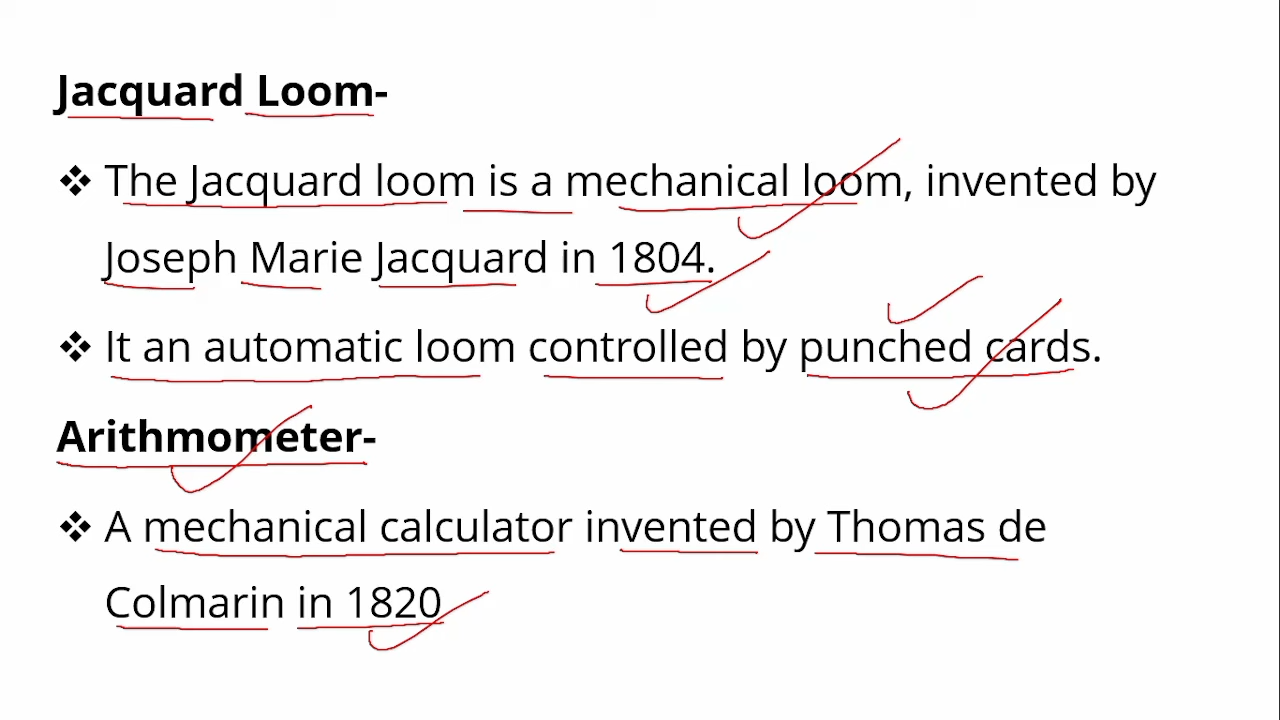 Jacquard Loom-
❖ The Jacquard loom is a mechanical loom, invented by
Joseph Marie Jacquard in 1804.
❖ It an automatic loom controlled by punched cards.
Arithmometer-
❖ A mechanical calculator invented by Thomas de
Colmarin in 1820